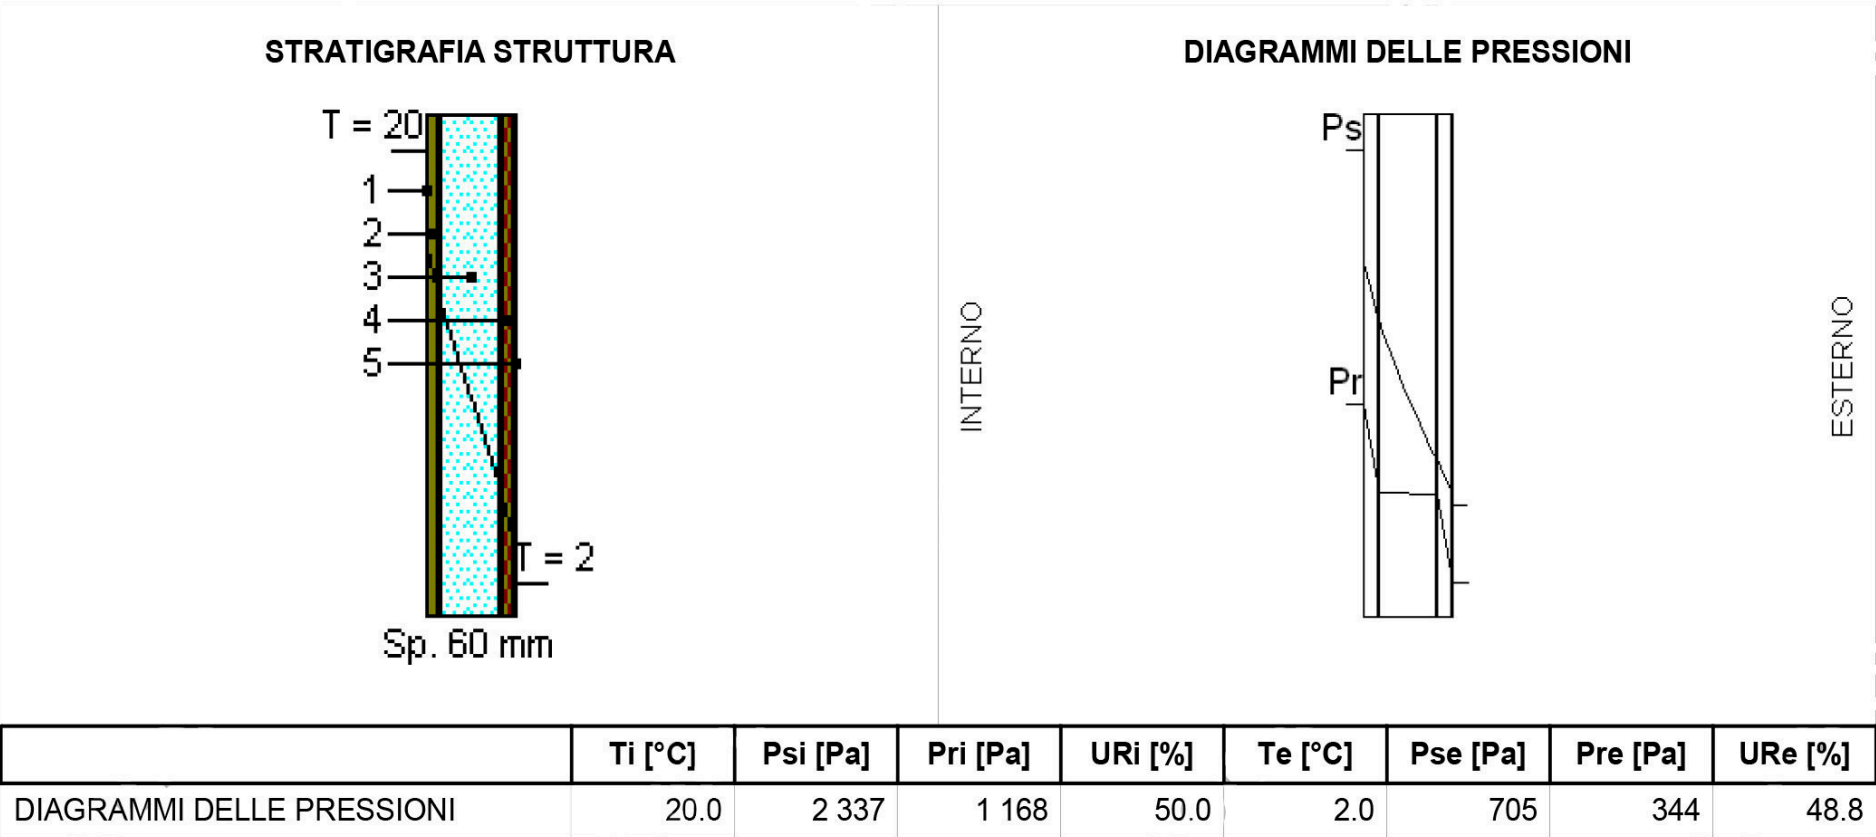 STRATIGRAFIA STRUTTURA
T = 20
1
2
3
4
5
T = 2
Sp. 60 mm
DIAGRAMMI DELLE PRESSIONI
Ps
Pr
INTERNO
ESTERNO
Ti [°C] Psi [Pa] Pri [Pa] URi [%] Te [°C] Pse [Pa] Pre [Pa] URe [%]
DIAGRAMMI DELLE PRESSIONI 20.0 2 337 1 168 50.0 2.0 705 344 48.8